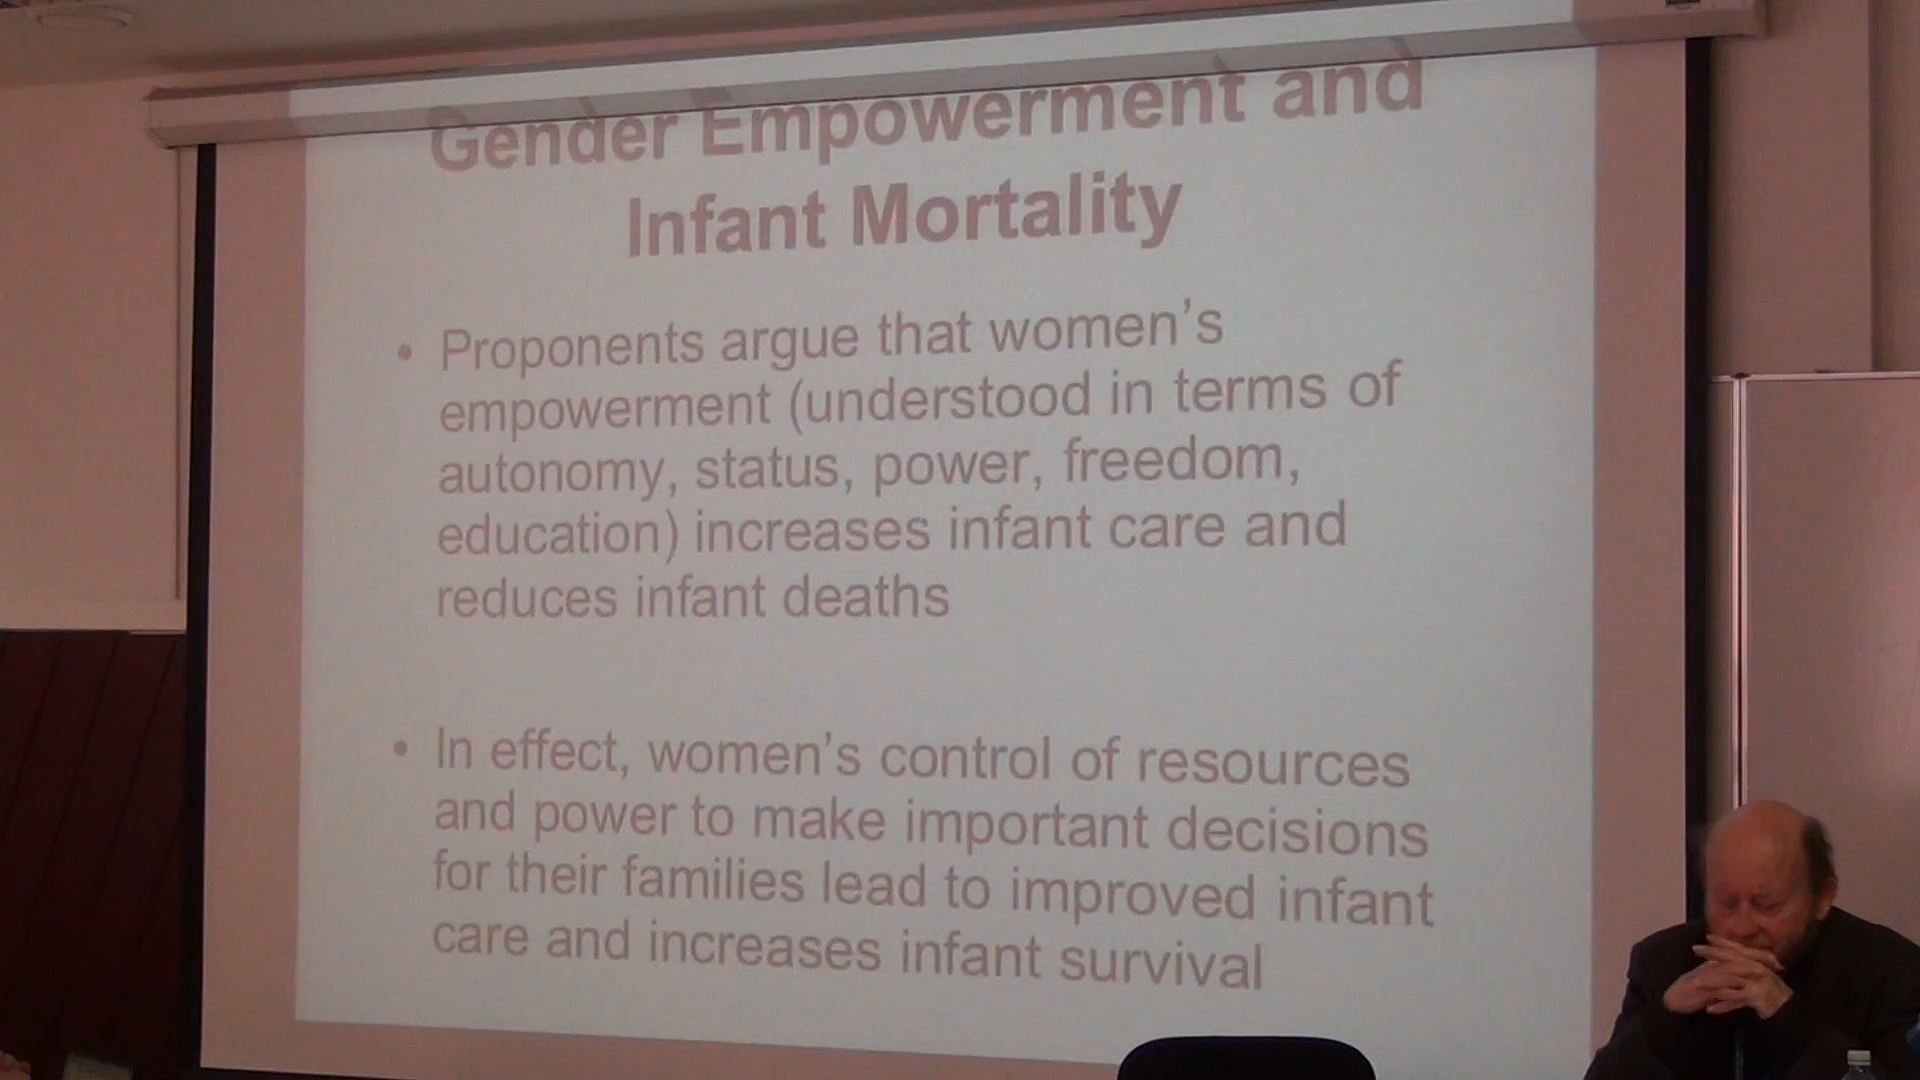 Gender Empowerment and
Infant Mortality
• Proponents argue that women's
empowerment (understood in terms of
autonomy, status, power, freedom,
education) increases infant care and
reduces infant deaths
• In effect, women's control of resources
and power to make important decisions
for their families lead to improved infant
care and increases infant survival